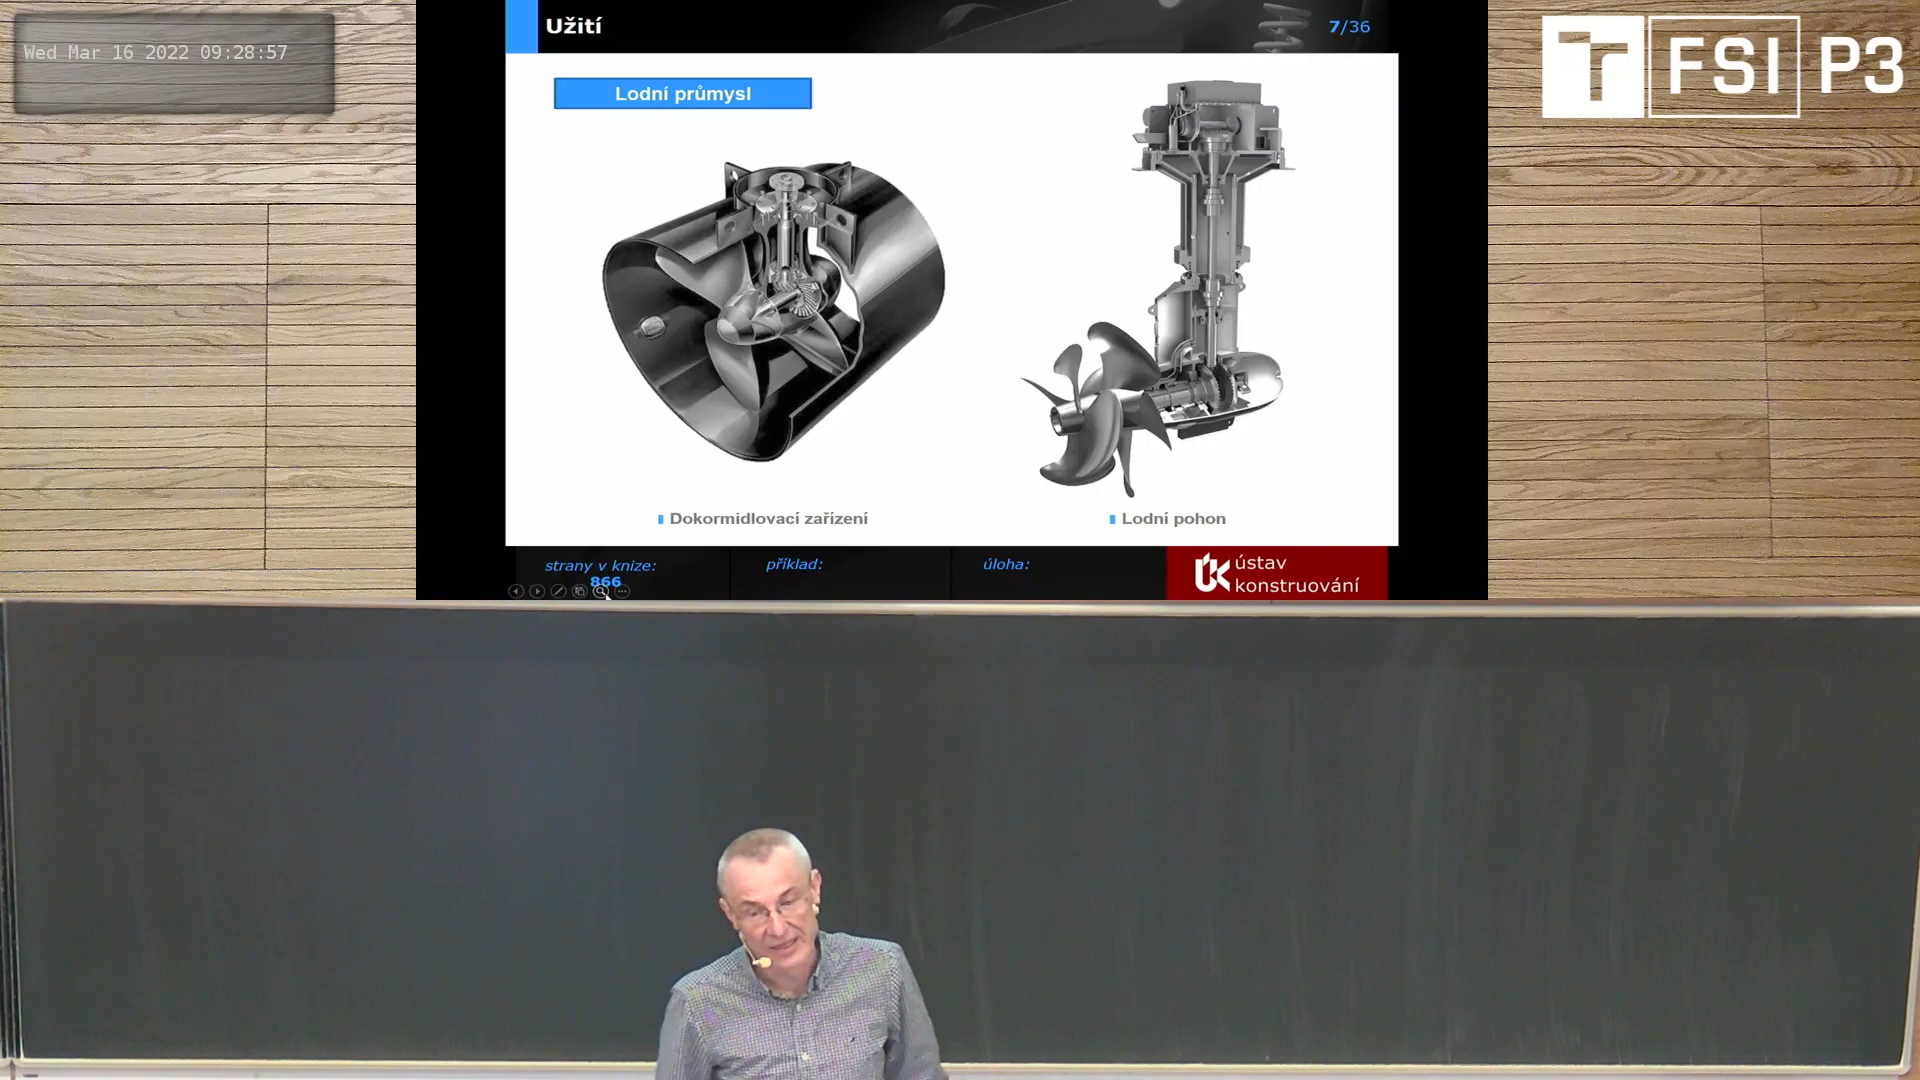 Wed Mar 16 2022 09:28:57
Užití
7/36
FSI P3
Lodní průmysl
Dokormidlovací zařízení
Lodní pohon
strany v knize:
866
příklad:
úloha:
ústav
konstruování